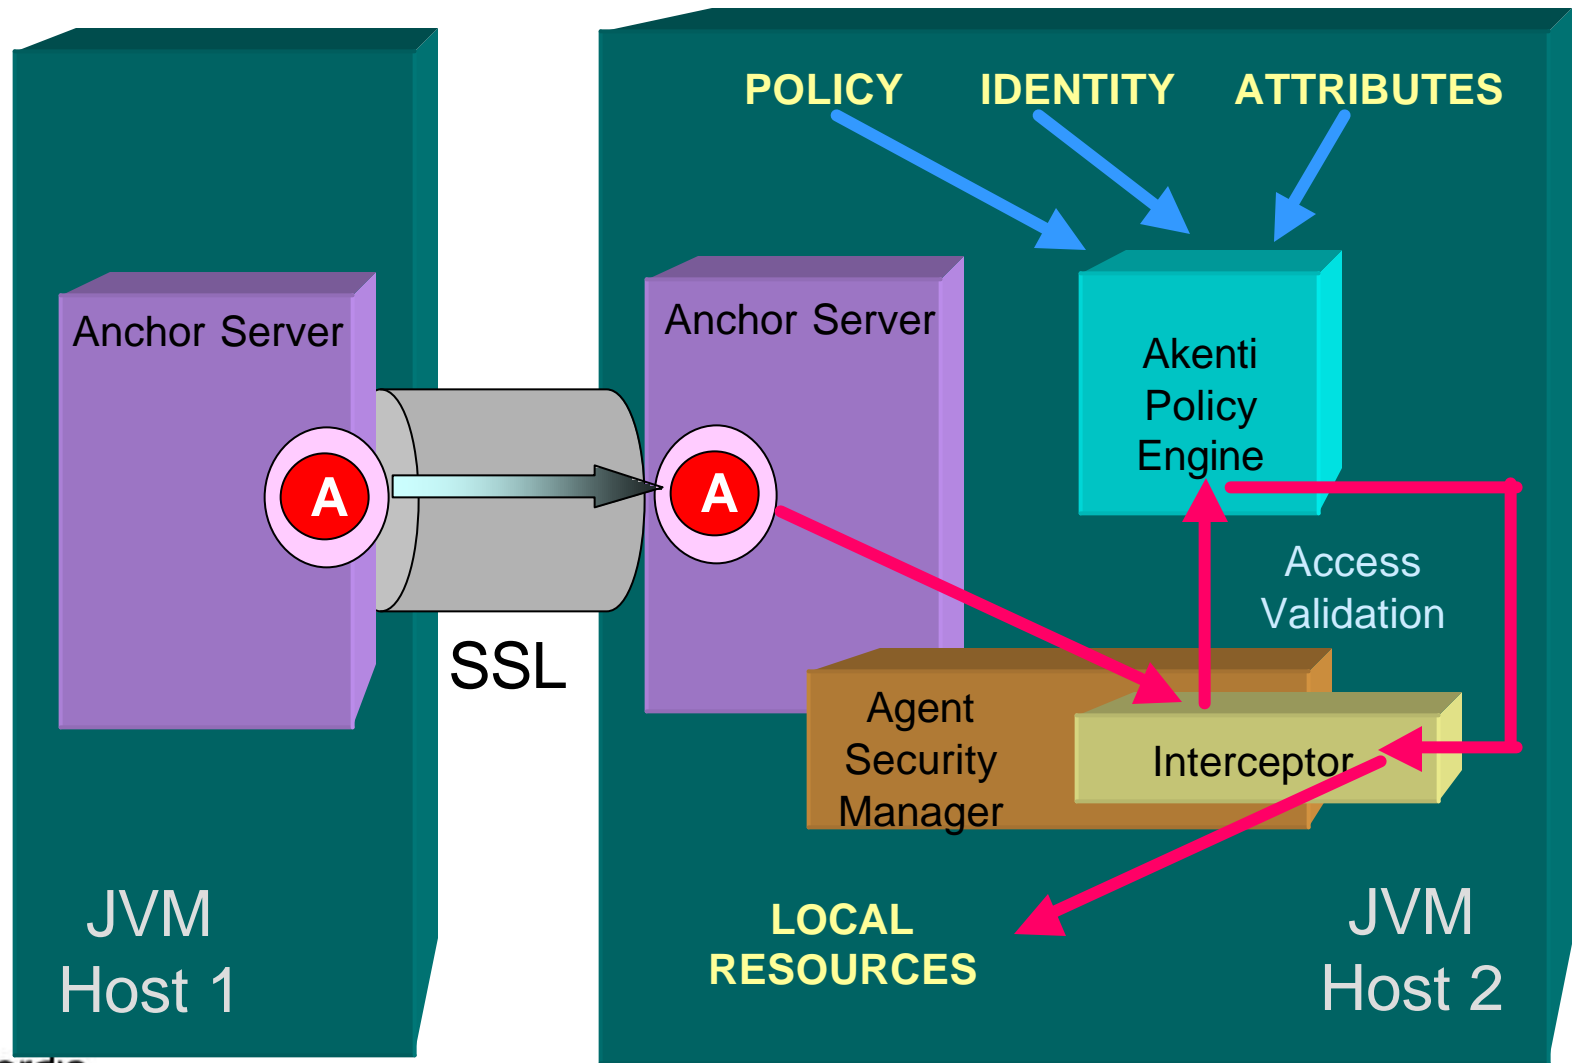 POLICY IDENTITY ATTRIBUTES
Anchor Server
Anchor Server
Akenti
Policy
Engine
A
A
SSL
Access
Validation
Agent
Security
Manager
Interceptor
LOCAL
RESOURCES
JVM
Host 1
JVM
Host 2